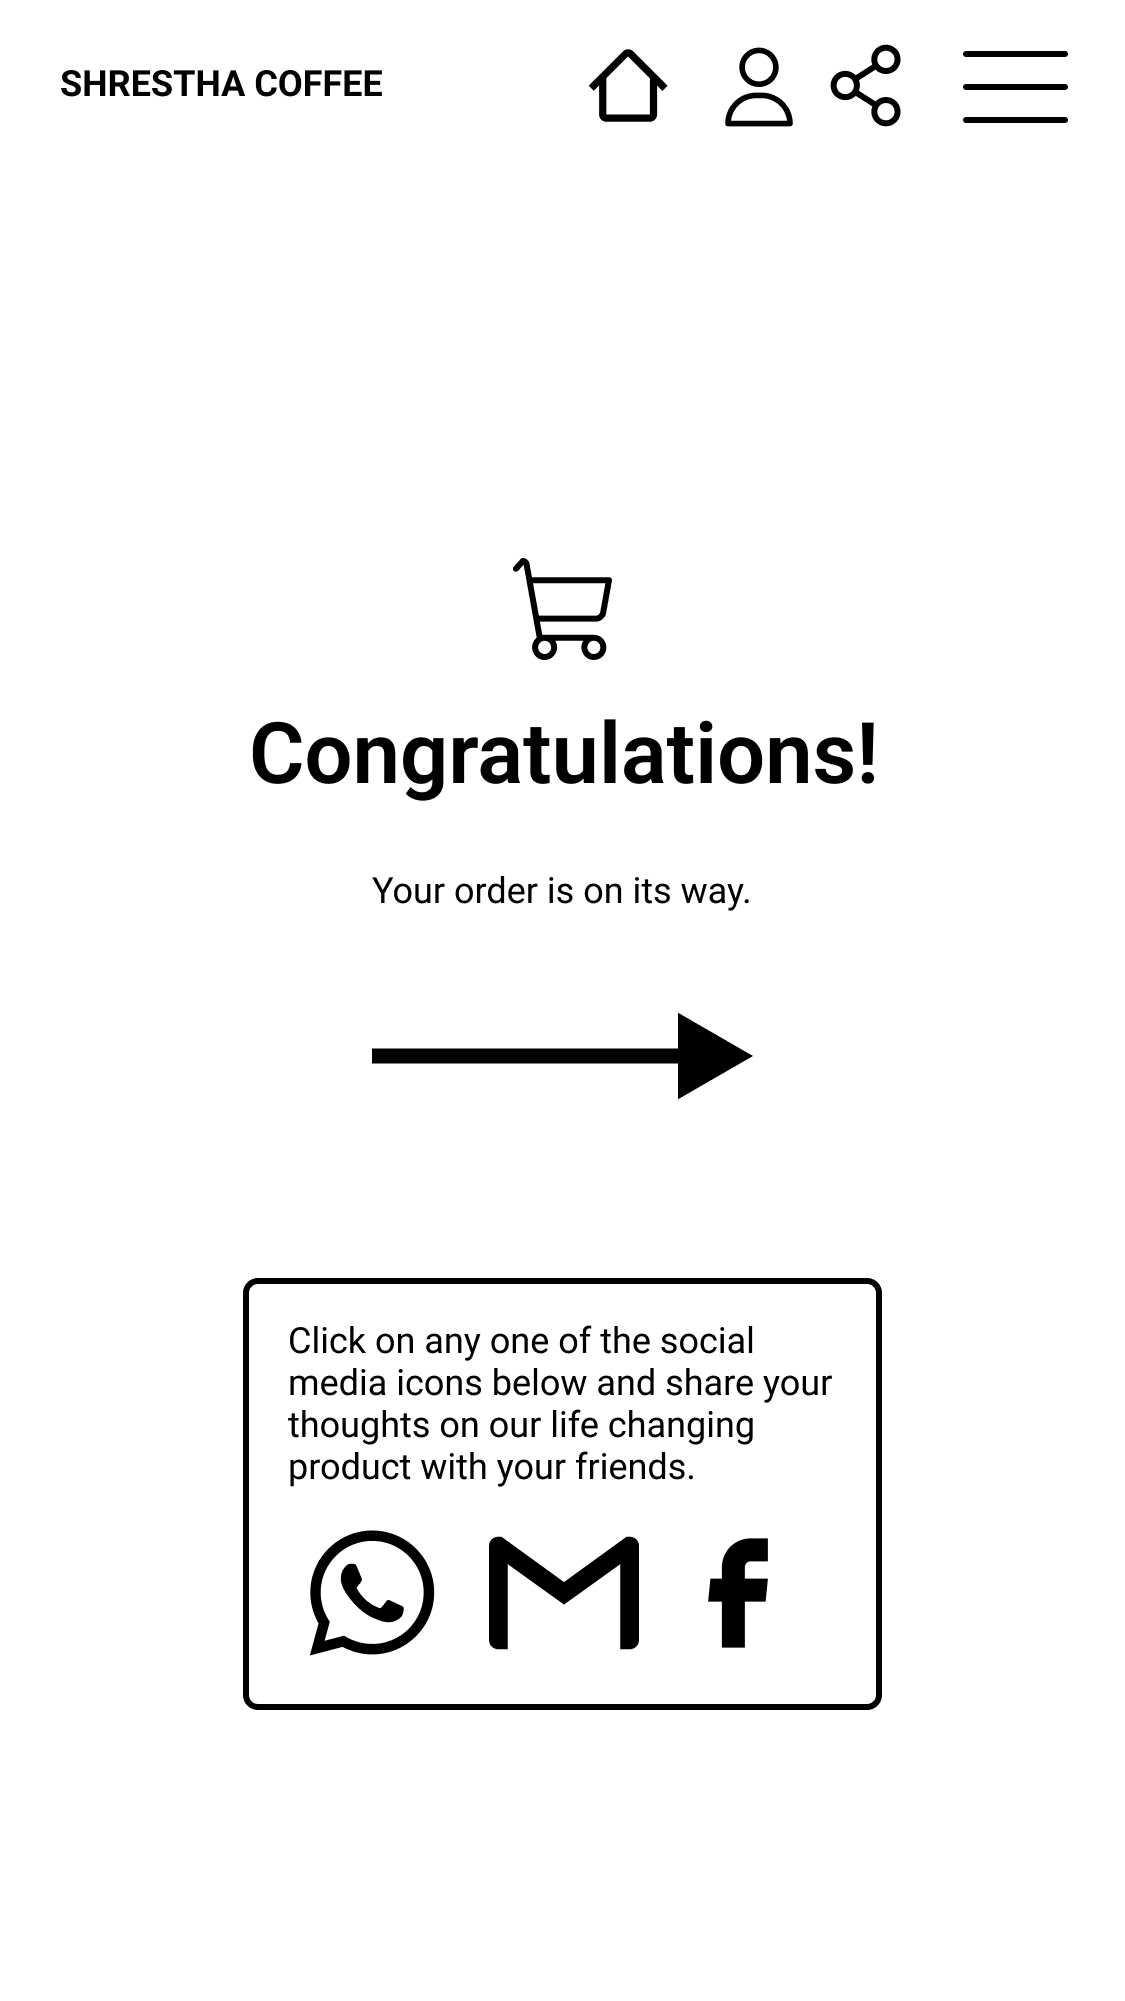 SHRESTHA COFFEE
Congratulations!
Your order is on its way.
Click on any one of the social
media icons below and share your
thoughts on our life changing
product with your friends.